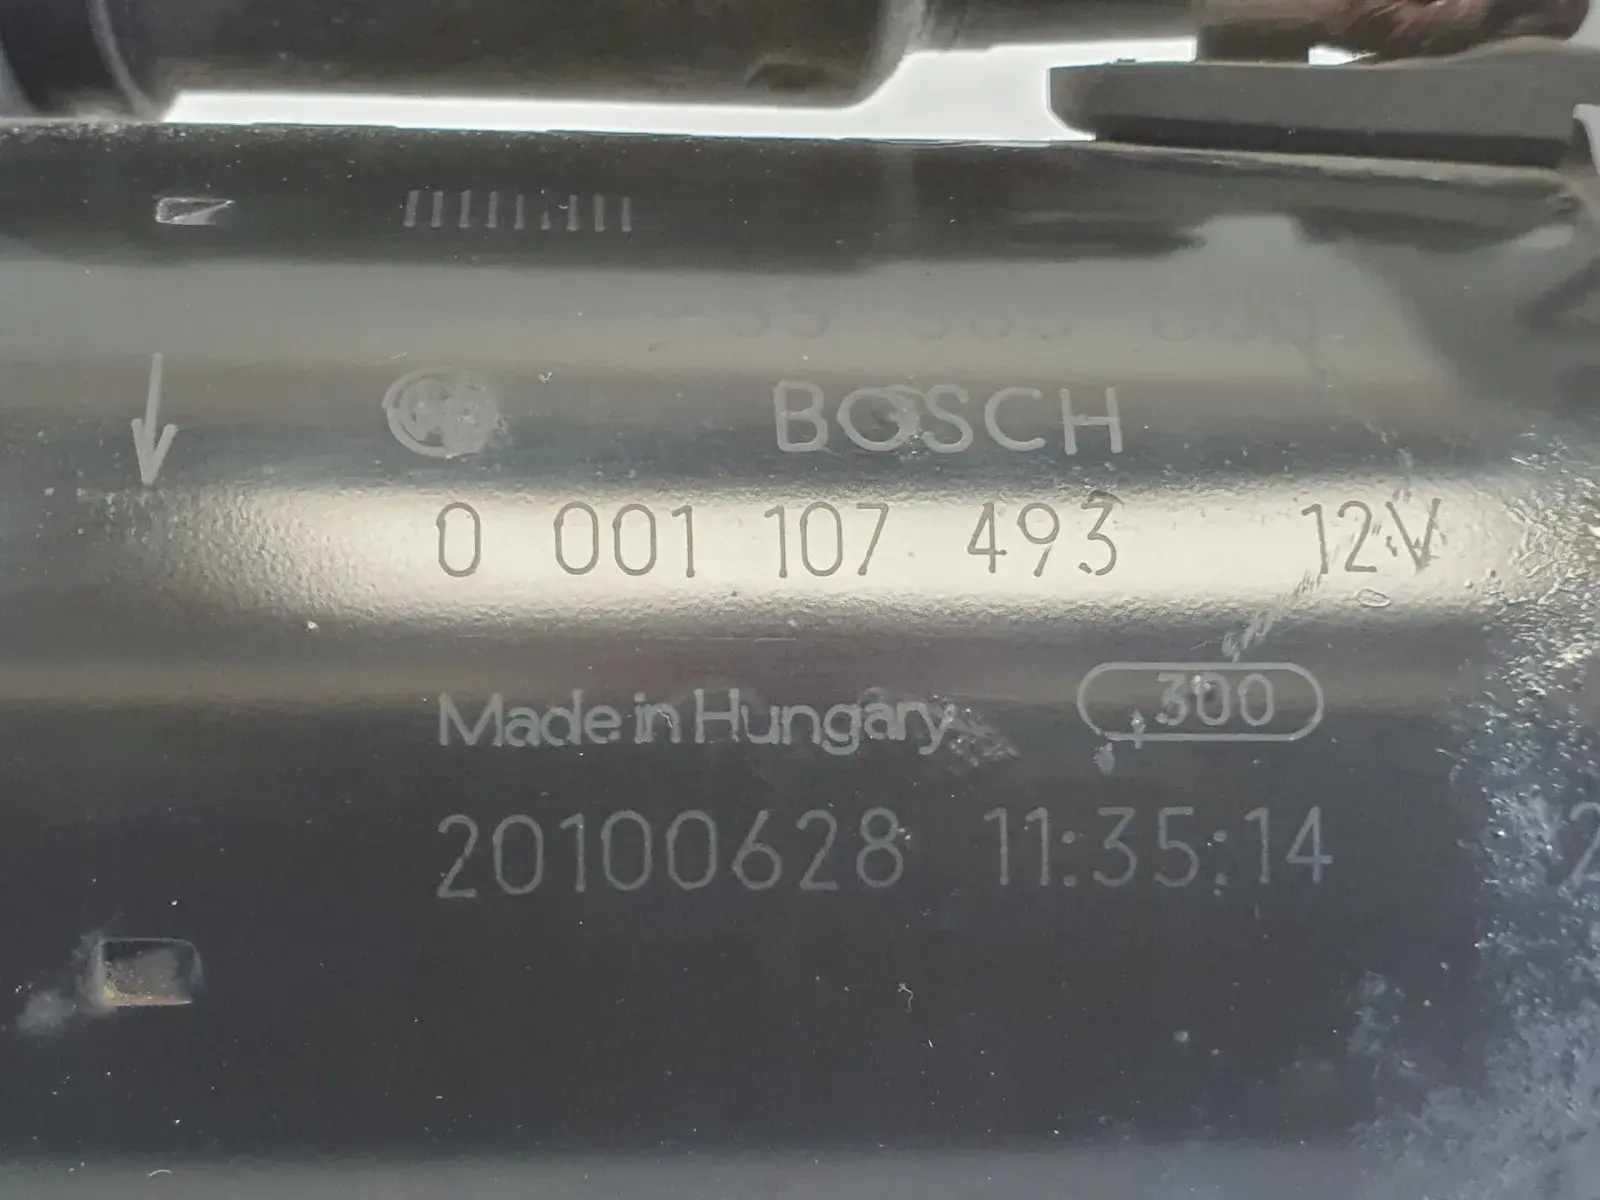 BOSCH
0 001 107 493 12V
Made in Hungary 300
20100628 11:35:14